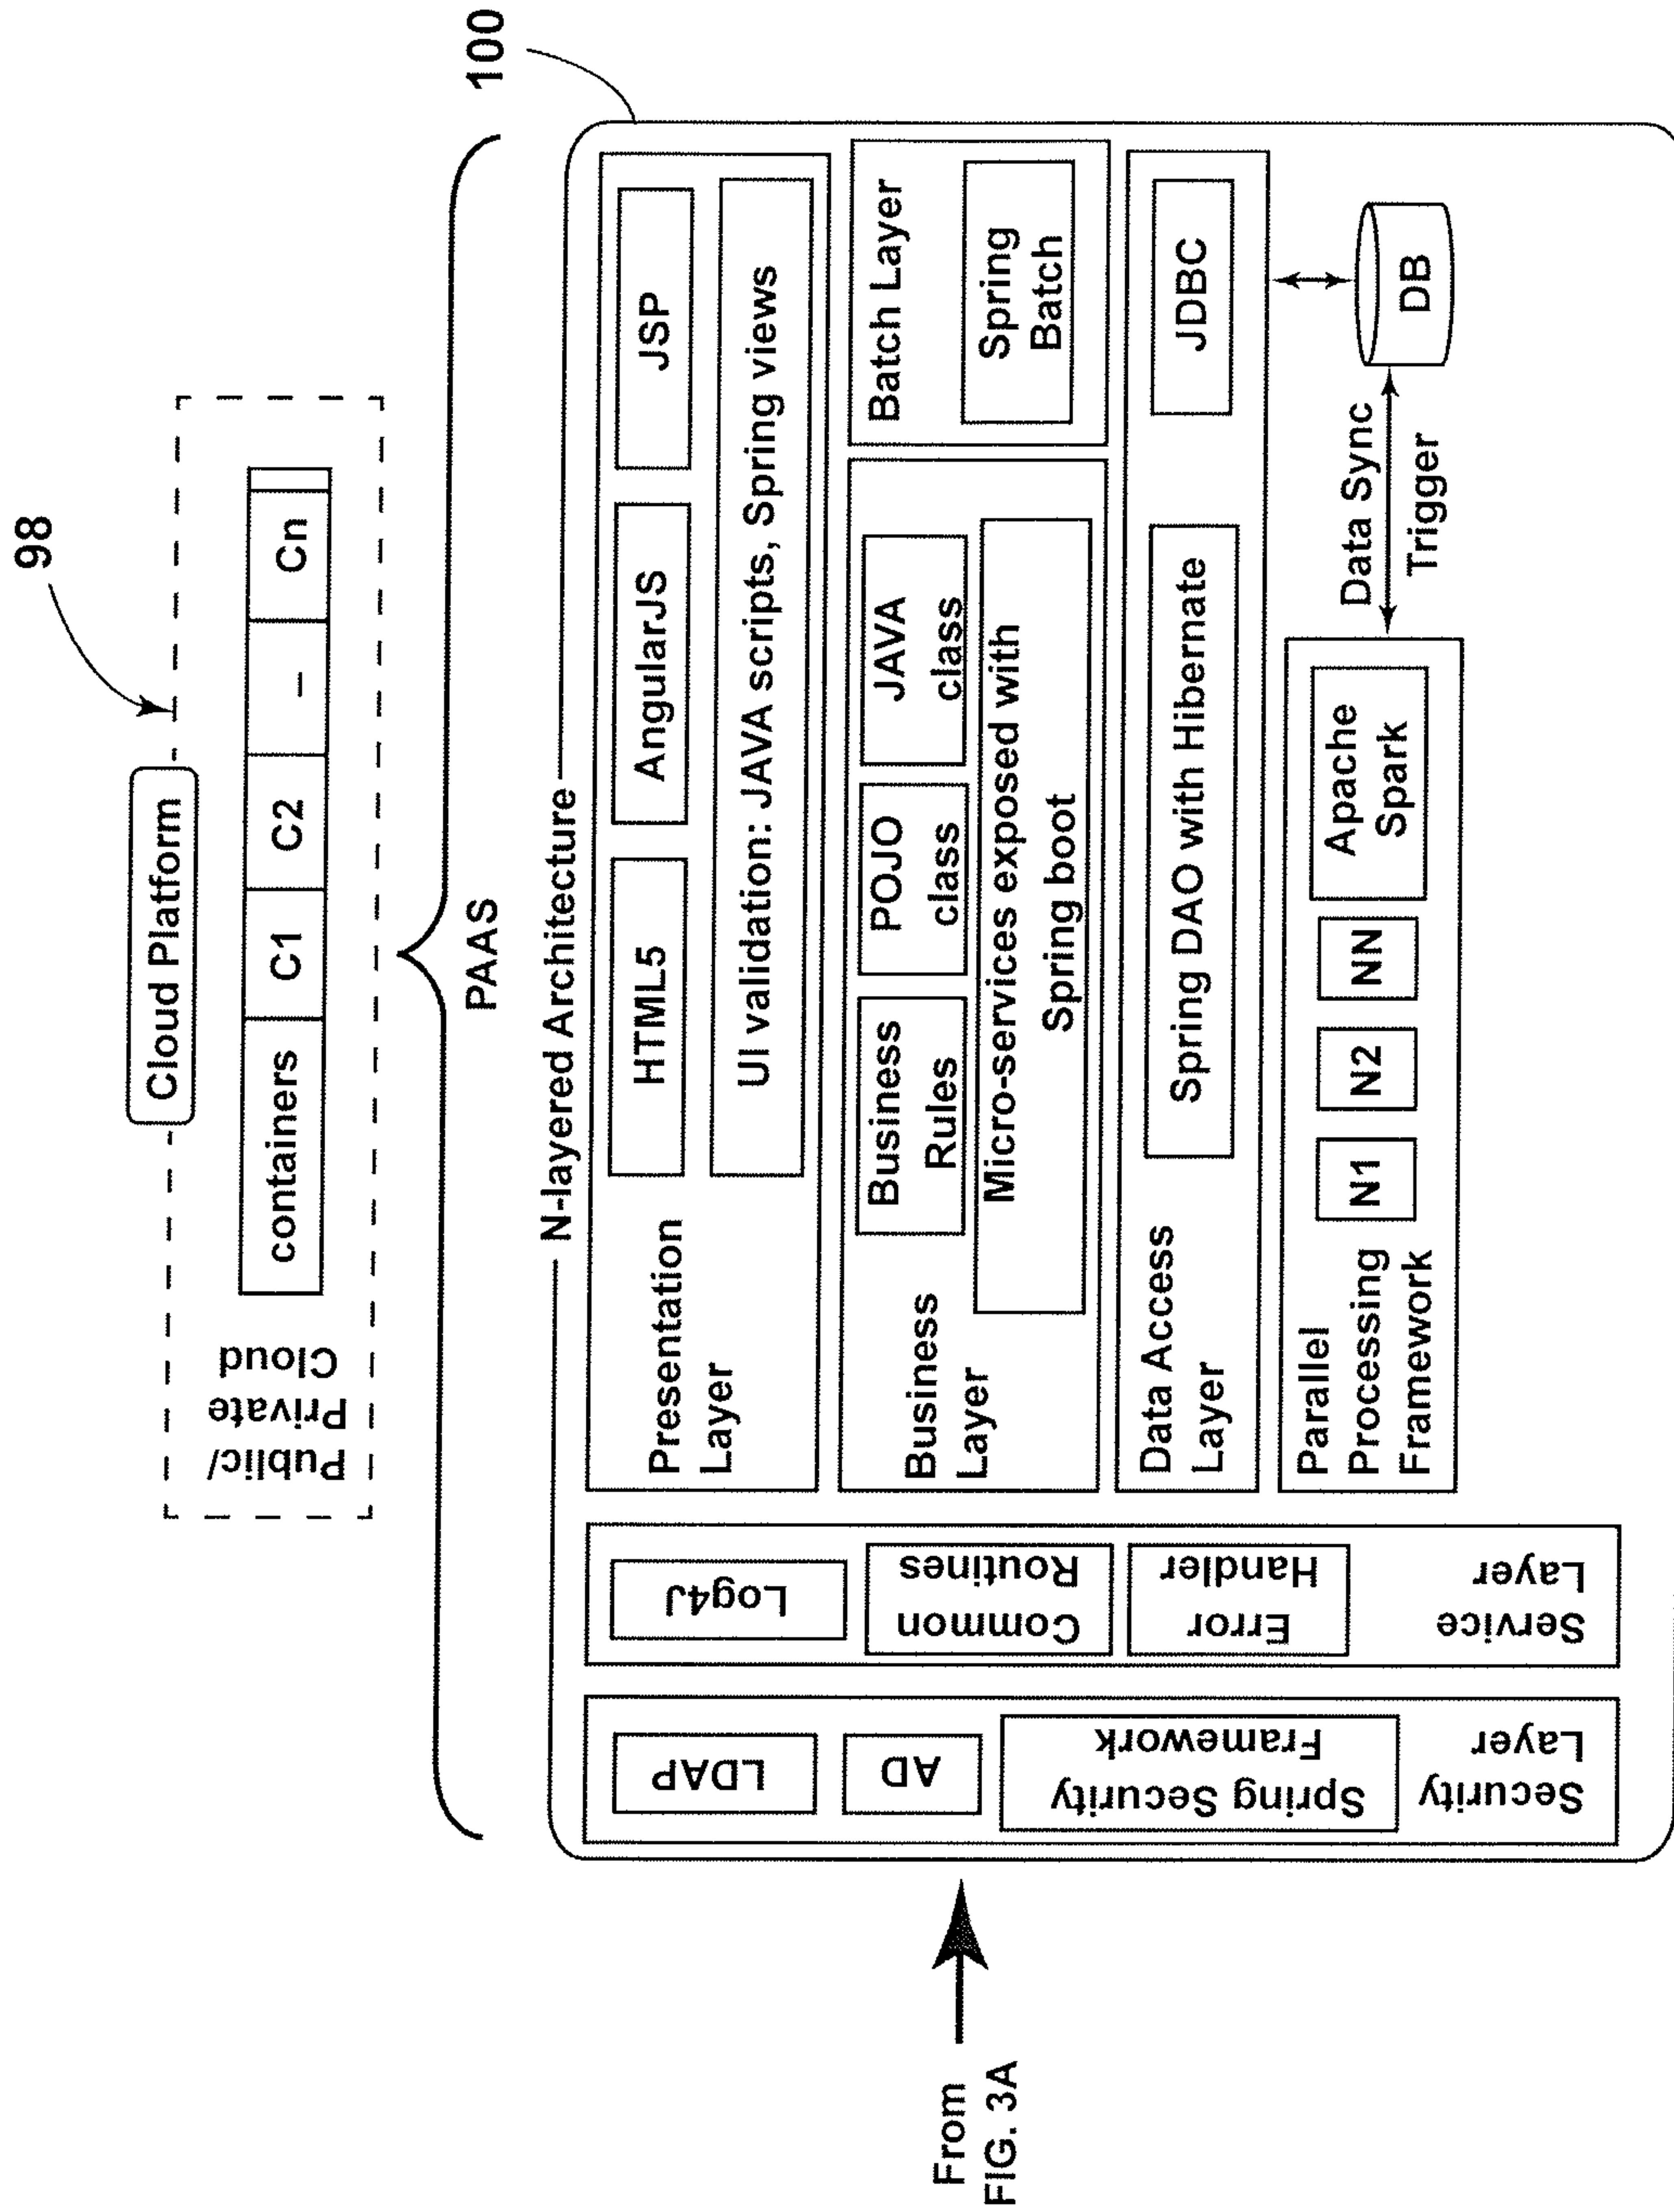 98
Cloud Platform
Public/
Private
Cloud
containers
C1
C2
–
Cn
PAAS
100
N-layered Architecture
LDAP
AD
Spring Security
Framework
Security
Layer
Log4J
Common
Routines
Error
Handler
Service
Layer
Presentation
Layer
HTML5
AngularJS
JSP
UI validation: JAVA scripts, Spring views
Business
Layer
Business
Rules
POJO
class
JAVA
class
Micro-services exposed with
Spring boot
Batch Layer
Spring
Batch
Data Access
Layer
Spring DAO with Hibernate
JDBC
Parallel
Processing
Framework
N1
N2
NN
Apache
Spark
Data Sync
Trigger
DB
From
FIG. 3A